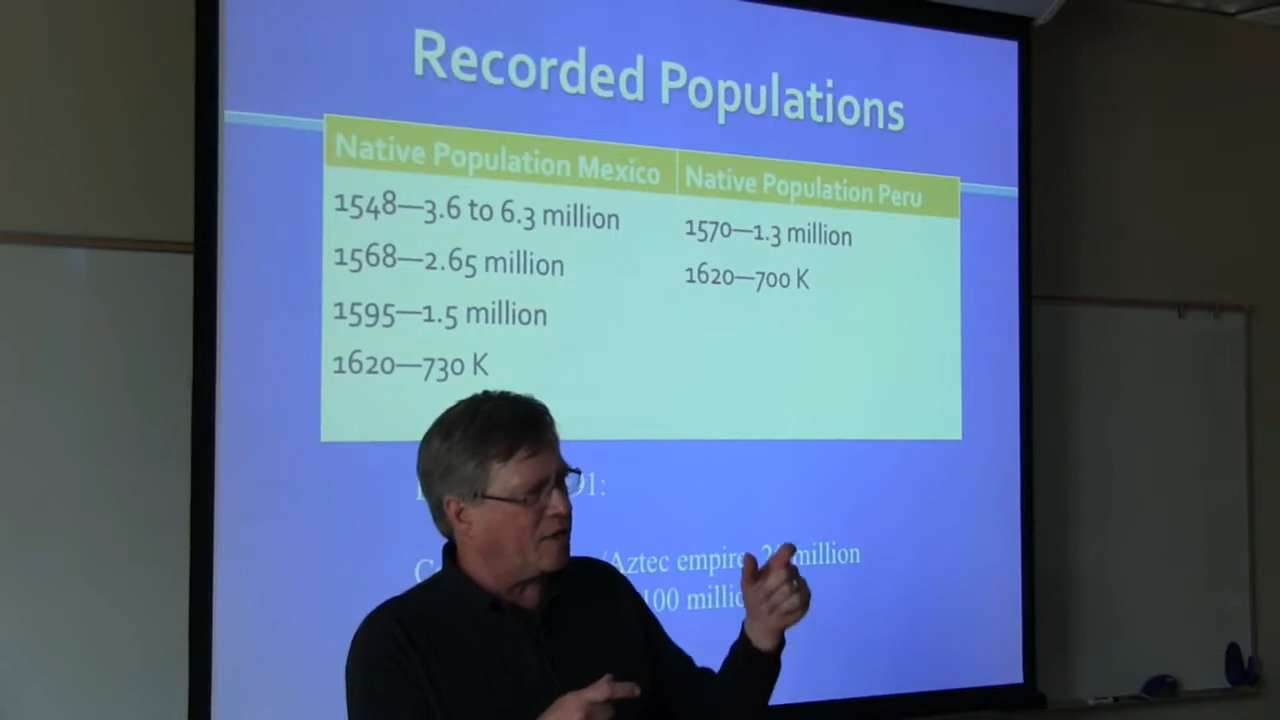 Recorded Populations
Native Population Mexico
Native Population Peru
1548—3.6 to 6.3 million
1570—1.3 million
1568—2.65 million
1620—700 K
1595—1.5 million
1620—730 K
/Aztec empire million
100